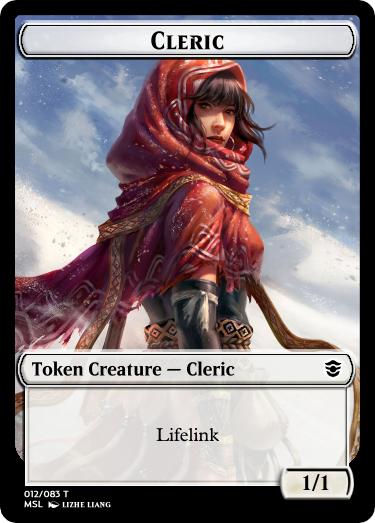 Cleric
Token Creature — Cleric
Lifelink
1/1
012/083 T
MSL LIZHE LIANG